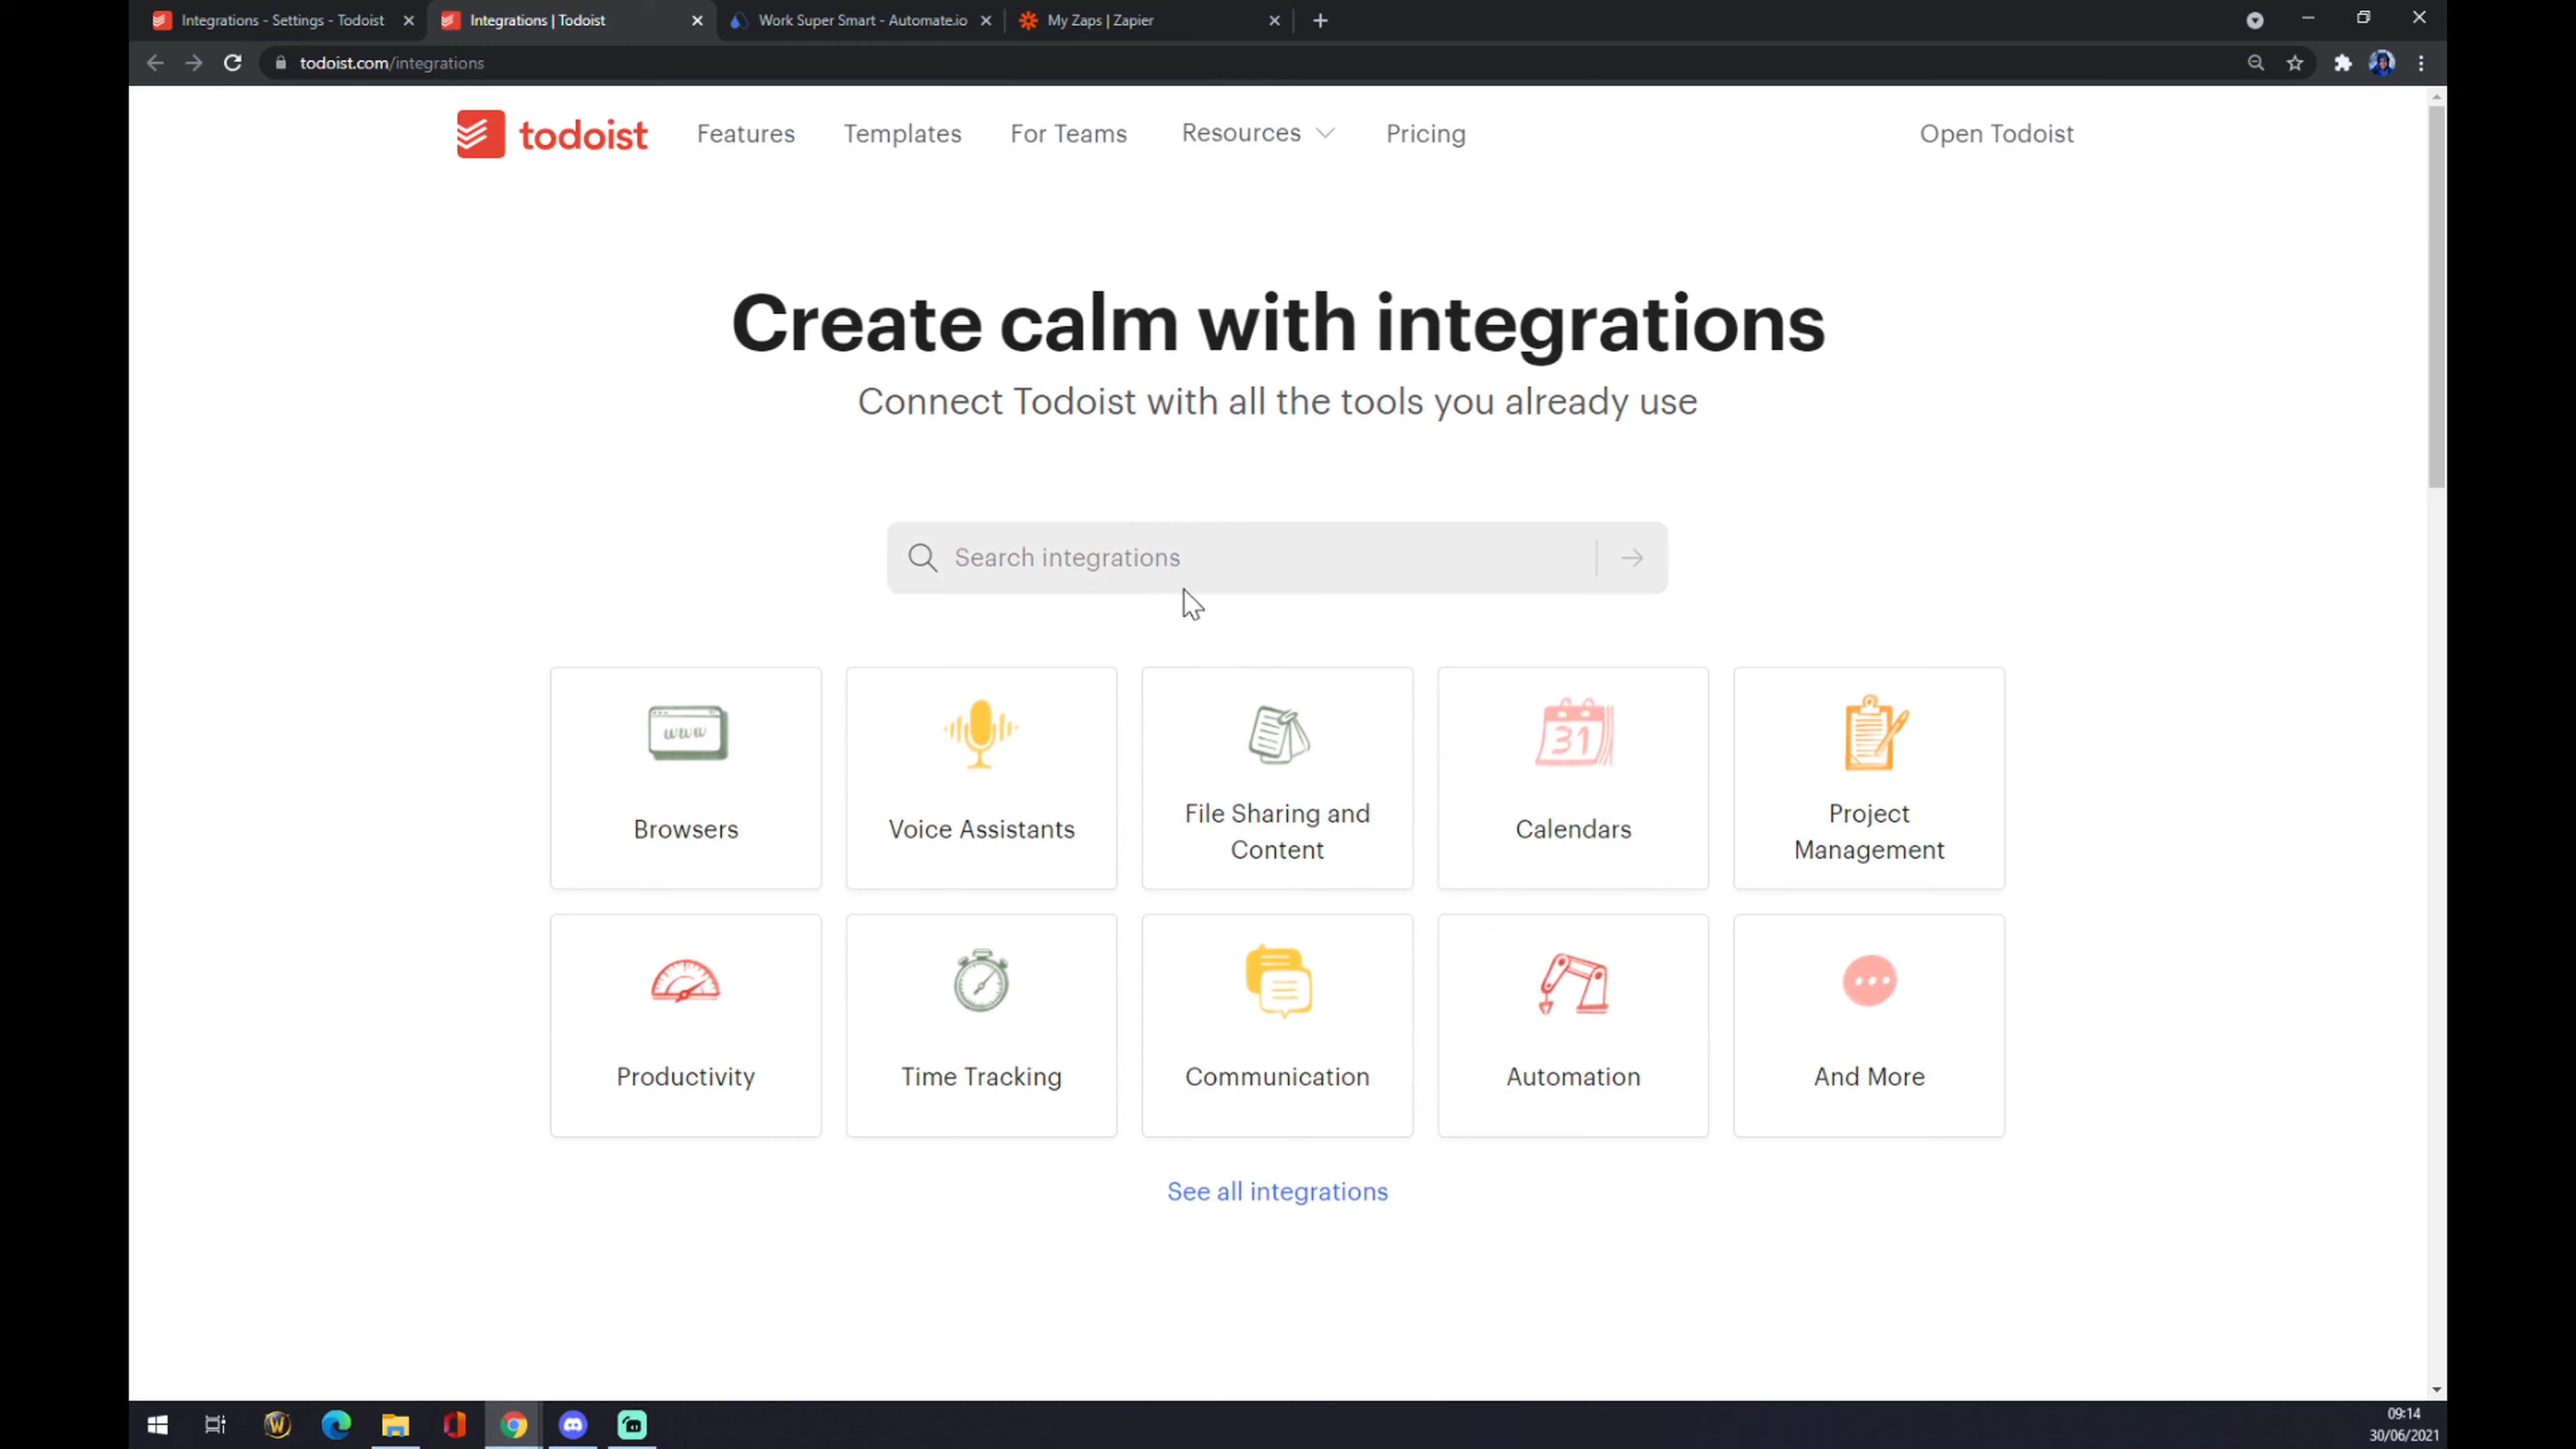 Integrations - Settings - Todoist
Integrations | Todoist
Work Super Smart - Automate.io
My Zaps | Zapier
todoist.com/integrations
todoist
Features
Templates
For Teams
Resources
Pricing
Open Todoist
Create calm with integrations
Connect Todoist with all the tools you already use
Search integrations
www
31
Browsers
Voice Assistants
File Sharing and
Content
Calendars
Project
Management
Productivity
Time Tracking
Communication
Automation
And More
See all integrations
W
09:14
30/06/2021